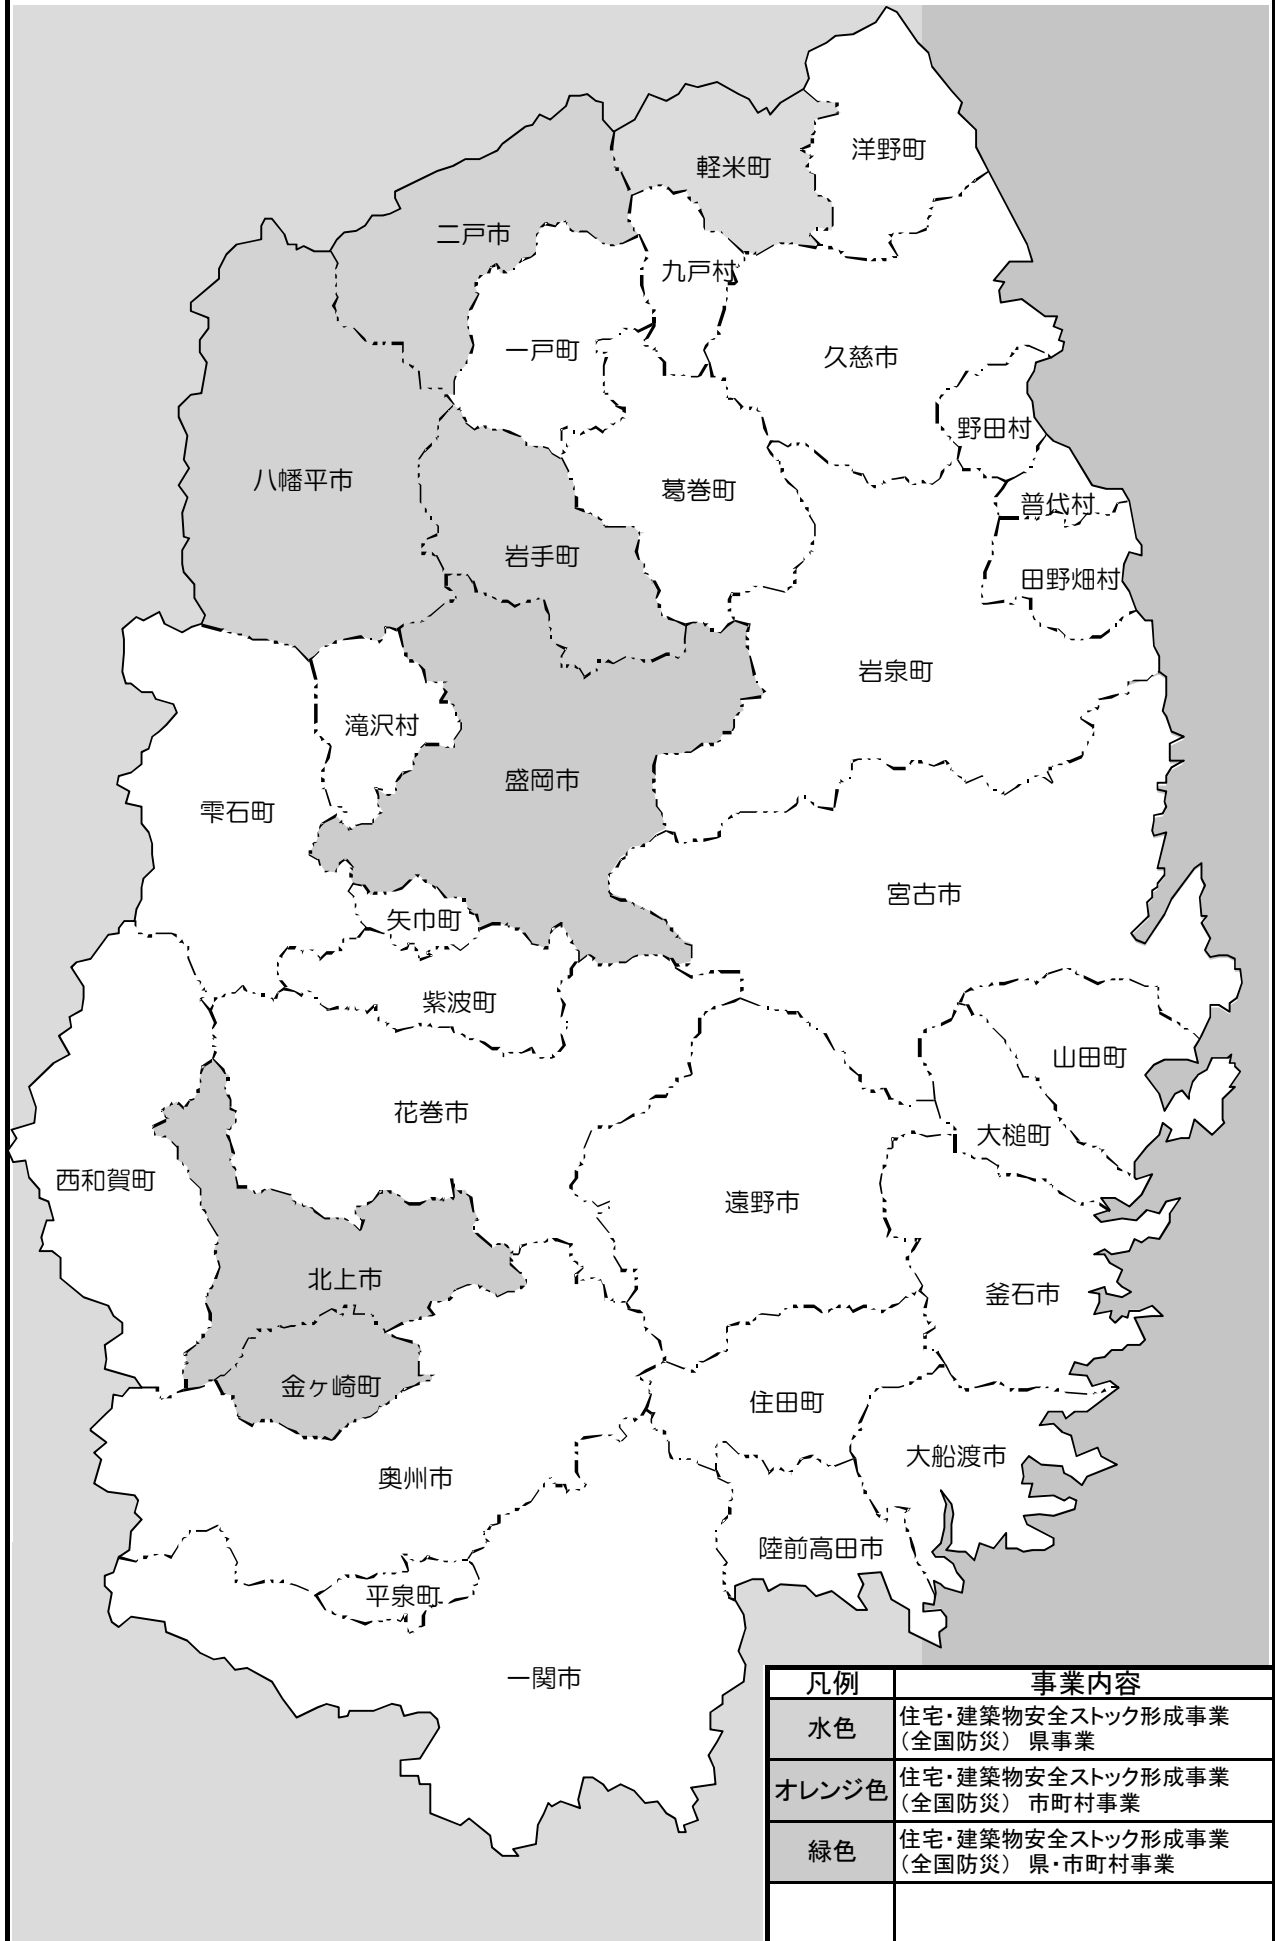 洋野町
軽米町
二戸市
九戸村
一戸町
久慈市
野田村
八幡平市
葛巻町
普代村
岩手町
田野畑村
岩泉町
滝沢村
盛岡市
雫石町
宮古市
矢巾町
紫波町
山田町
花巻市
大槌町
西和賀町
遠野市
北上市
釜石市
金ヶ崎町
住田町
大船渡市
奥州市
陸前高田市
平泉町
一関市
凡例 事業内容
水色 住宅・建築物安全ストック形成事業
(全国防災) 県事業
オレンジ色 住宅・建築物安全ストック形成事業
(全国防災) 市町村事業
緑色 住宅・建築物安全ストック形成事業
(全国防災) 県・市町村事業